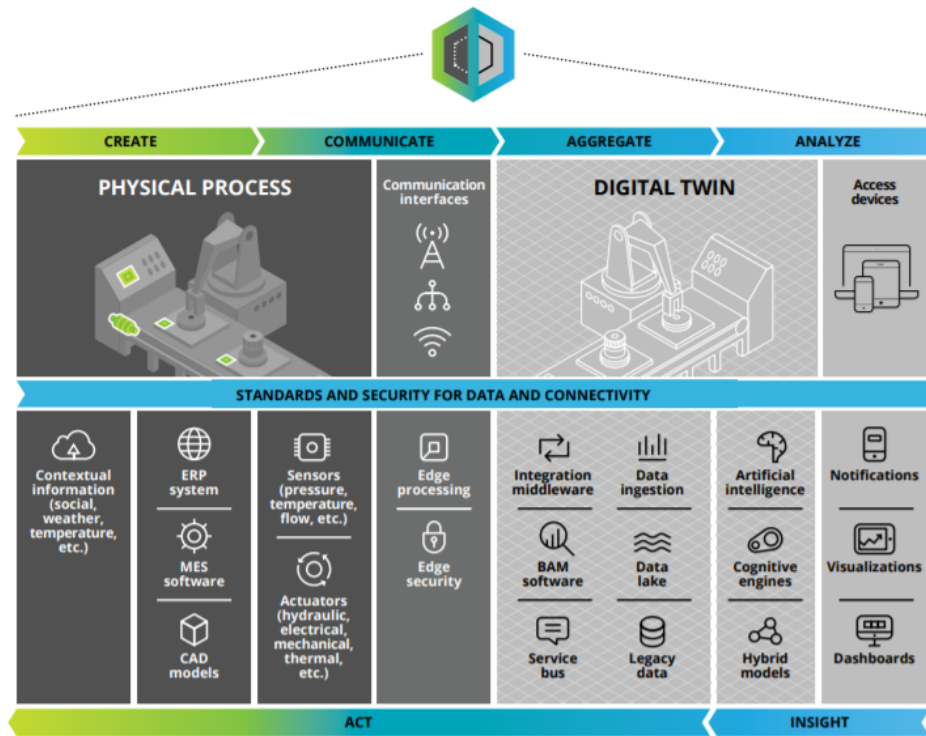 CREATE
COMMUNICATE
AGGREGATE
ANALYZE
PHYSICAL PROCESS
Communication
interfaces
DIGITAL TWIN
Access
devices
STANDARDS AND SECURITY FOR DATA AND CONNECTIVITY
Contextual
information
(social,
weather,
temperature,
etc.)
ERP
system
MES
software
CAD
models
Sensors
(pressure,
temperature,
flow, etc.)
Actuators
(hydraulic,
electrical,
mechanical,
thermal,
etc.)
Edge
processing
Edge
security
Integration
middleware
BAM
software
Service
bus
Data
ingestion
Data
lake
Legacy
data
Artificial
intelligence
Cognitive
engines
Hybrid
models
Notifications
Visualizations
Dashboards
ACT
INSIGHT